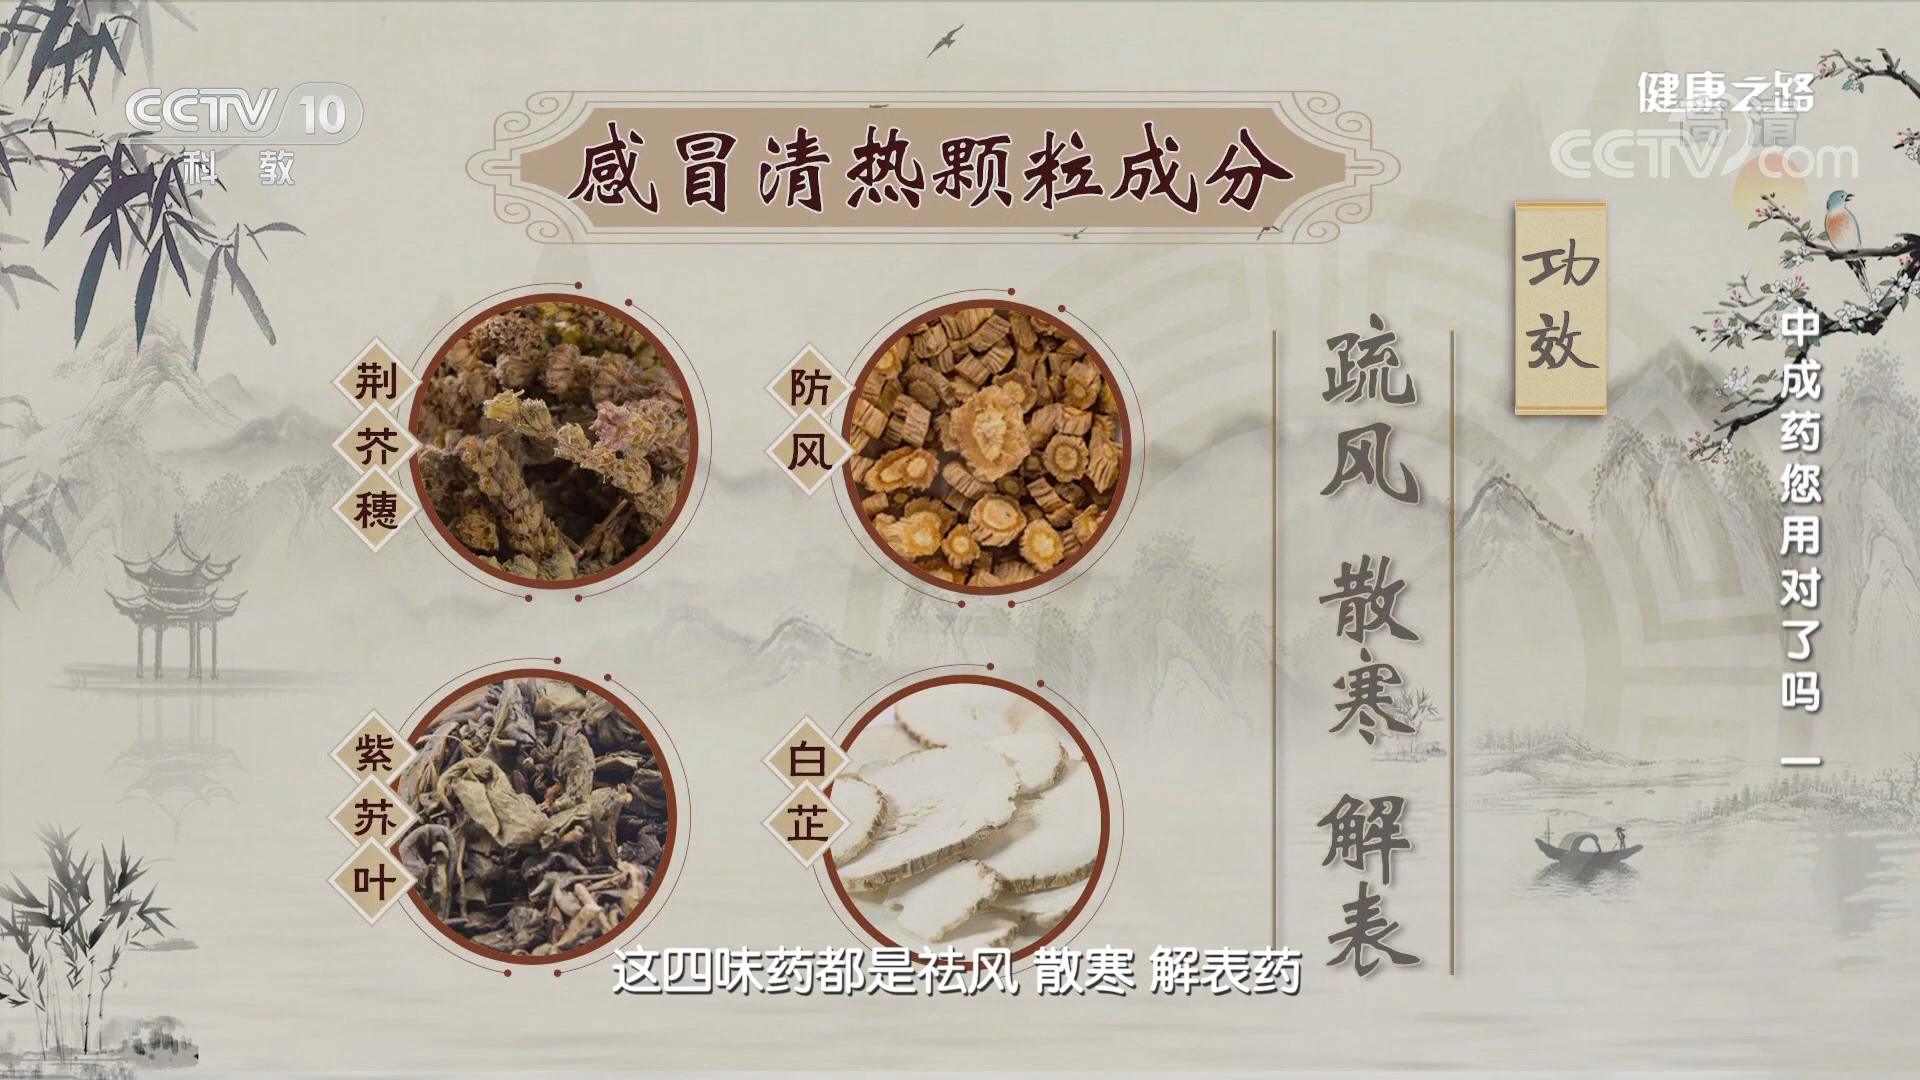 CCTV 10
科 教
健康之路
高清
CCTV.com
感冒清热颗粒成分
荆芥穗
防风
紫苏叶
白芷
功效
疏风 散寒 解表
中成药您用对了吗 一
这四味药都是祛风 散寒 解表药